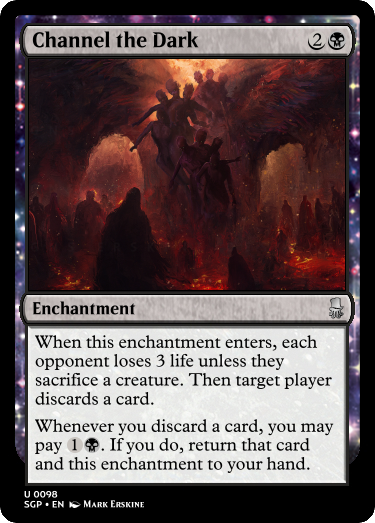 Channel the Dark 2
Enchantment
When this enchantment enters, each
opponent loses 3 life unless they
sacrifice a creature. Then target player
discards a card.
Whenever you discard a card, you may
pay 1 . If you do, return that card
and this enchantment to your hand.
U 0098
SGP • EN Mark Erskine